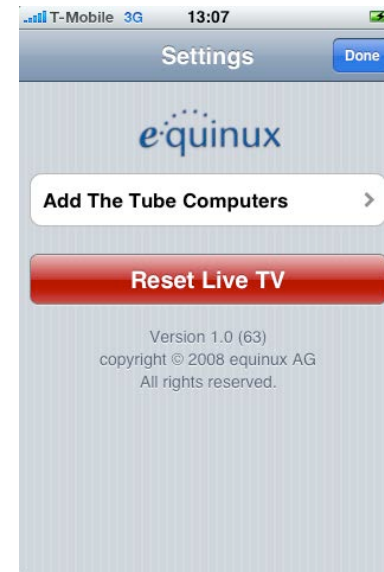 T-Mobile 3G 13:07
Settings
Done
e·quinux
Add The Tube Computers
Reset Live TV
Version 1.0 (63)
copyright © 2008 equinux AG
All rights reserved.